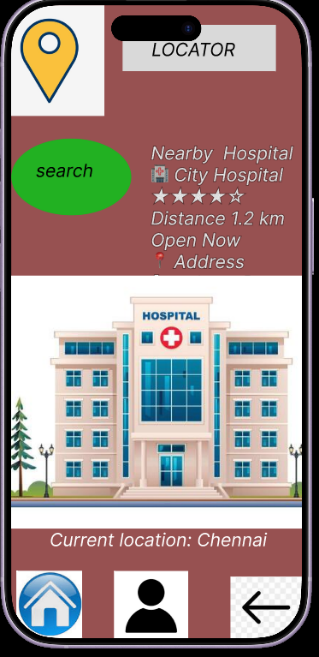 LOCATOR
search
Nearby Hospital
🏥 City Hospital
★★★★☆
Distance 1.2 km
Open Now
📍 Address
HOSPITAL
Current location: Chennai